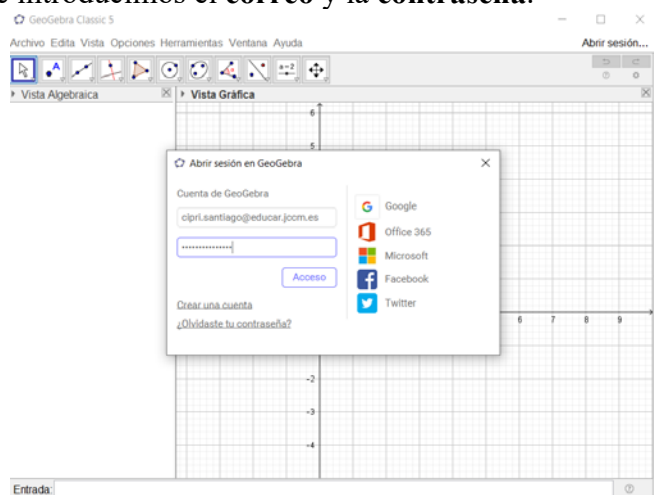 introducimos el correo y la contraseña.
GeoGebra Classic 5
Archivo Edita Vista Opciones Herramientas Ventana Ayuda
Abrir sesión...
A
a=2
Vista Algebraica
Vista Gráfica
6
5
Abrir sesión en GeoGebra
Cuenta de GeoGebra
cipri.santiago@educar.jccm.es
Acceso
Crear una cuenta
¿Olvidaste tu contraseña?
Google
Office 365
Microsoft
Facebook
Twitter
6 7 8 9
-2
-3
-4
Entrada: